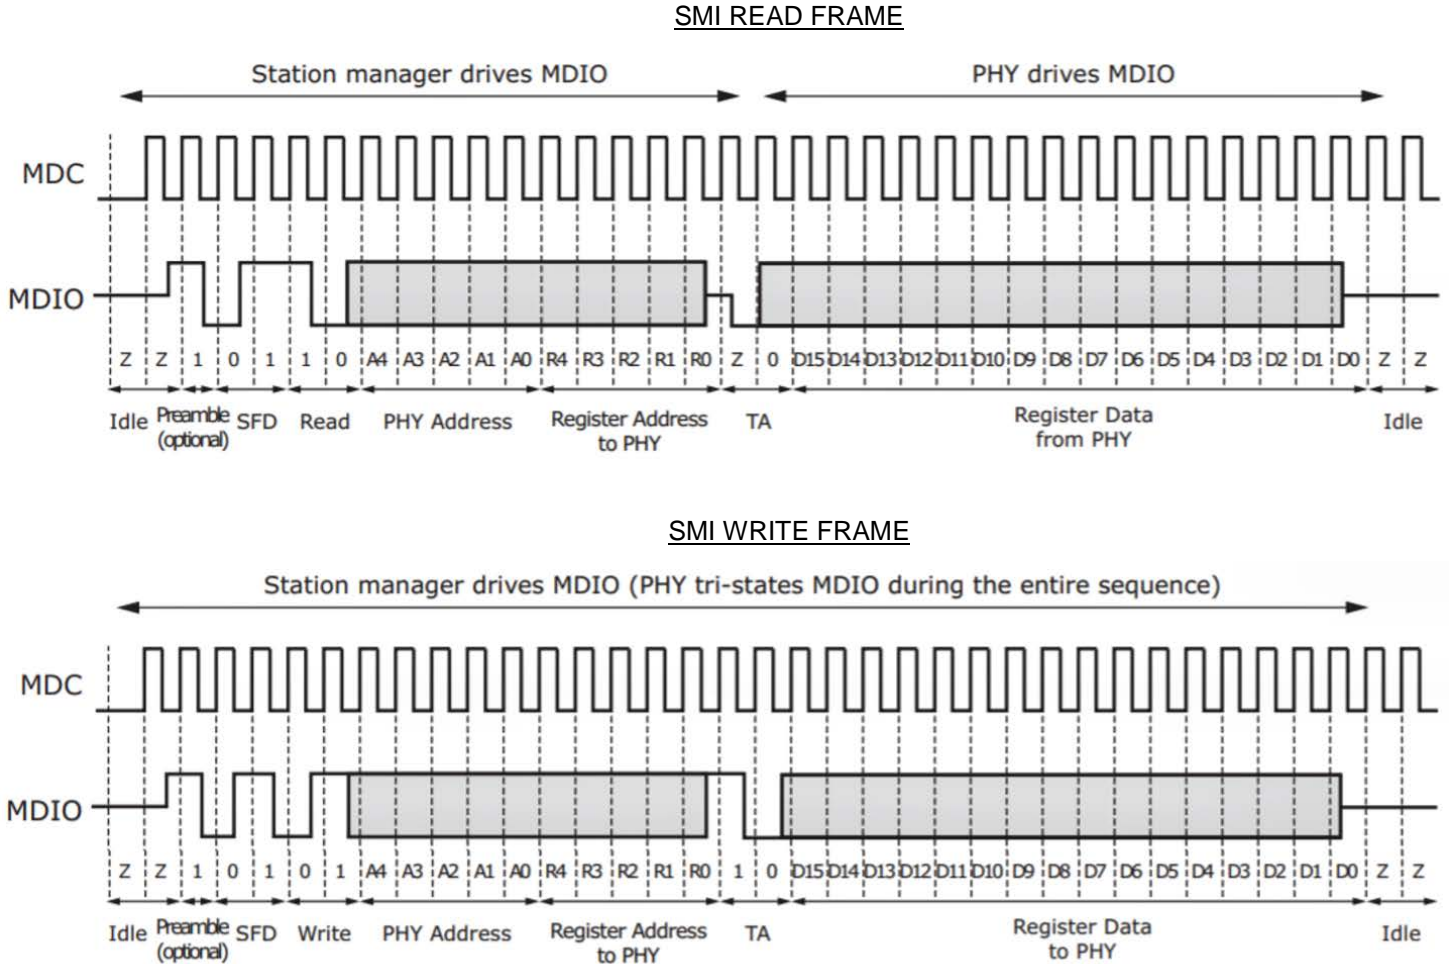 SMI READ FRAME
Station manager drives MDIO PHY drives MDIO
MDC
MDIO
Z Z 1 0 1 1 0 A4 A3 A2 A1 A0 R4 R3 R2 R1 R0 Z 0 D15 D14 D13 D12 D11 D10 D9 D8 D7 D6 D5 D4 D3 D2 D1 D0 Z Z
Idle Preamble SFD Read PHY Address Register Address TA Register Data Idle
(optional) to PHY from PHY
SMI WRITE FRAME
Station manager drives MDIO (PHY tri-states MDIO during the entire sequence)
MDC
MDIO
Z Z 1 0 1 0 1 A4 A3 A2 A1 A0 R4 R3 R2 R1 R0 1 0 D15 D14 D13 D12 D11 D10 D9 D8 D7 D6 D5 D4 D3 D2 D1 D0 Z Z
Idle Preamble SFD Write PHY Address Register Address TA Register Data Idle
(optional) to PHY to PHY